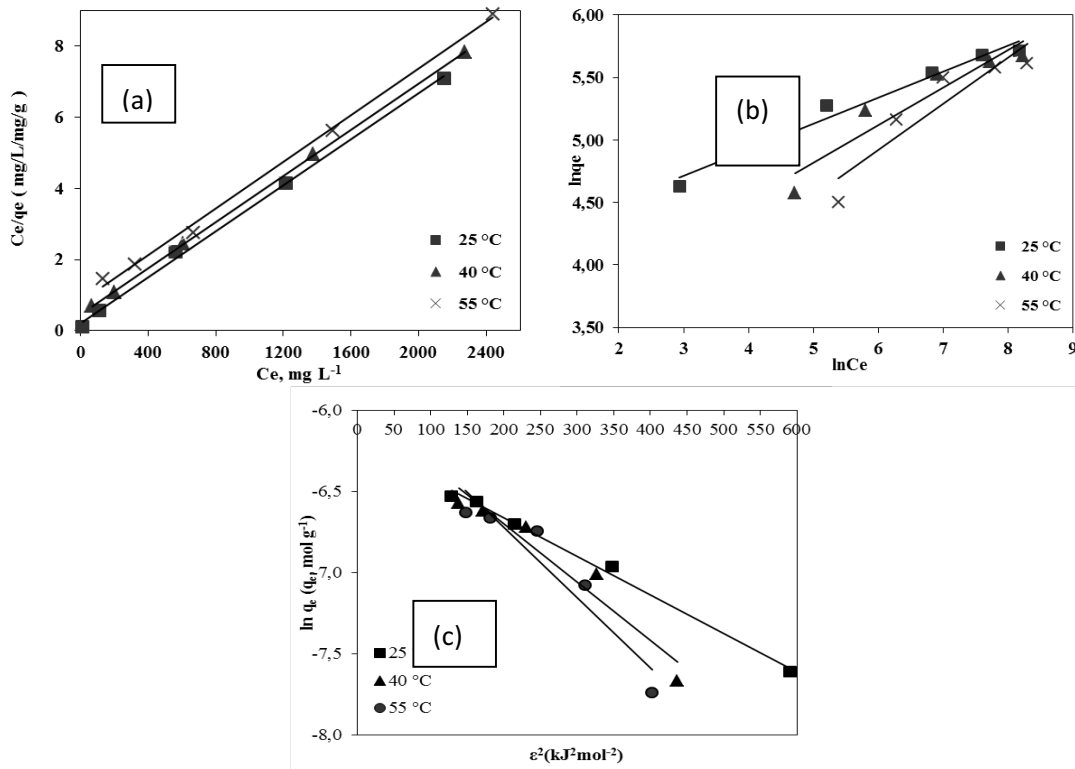 (a)
Ce/qe ( mg/L/mg/g )
8
6
4
2
0
25 °C
40 °C
55 °C
0 400 800 1200 1600 2000 2400
Ce, mg L-1
(b)
lnqe
5,50
5,00
4,50
4,00
3,50
25 °C
40 °C
55 °C
2 3 4 5 6 7 8 9
lnCe
(c)
ln qe (qe, mol g-1)
-6,0
0 50 100 150 200 250 300 350 400 450 500 550 600
-6,5
-7,0
-7,5
-8,0
25
40 °C
55 °C
ε2(kJ2mol-2)